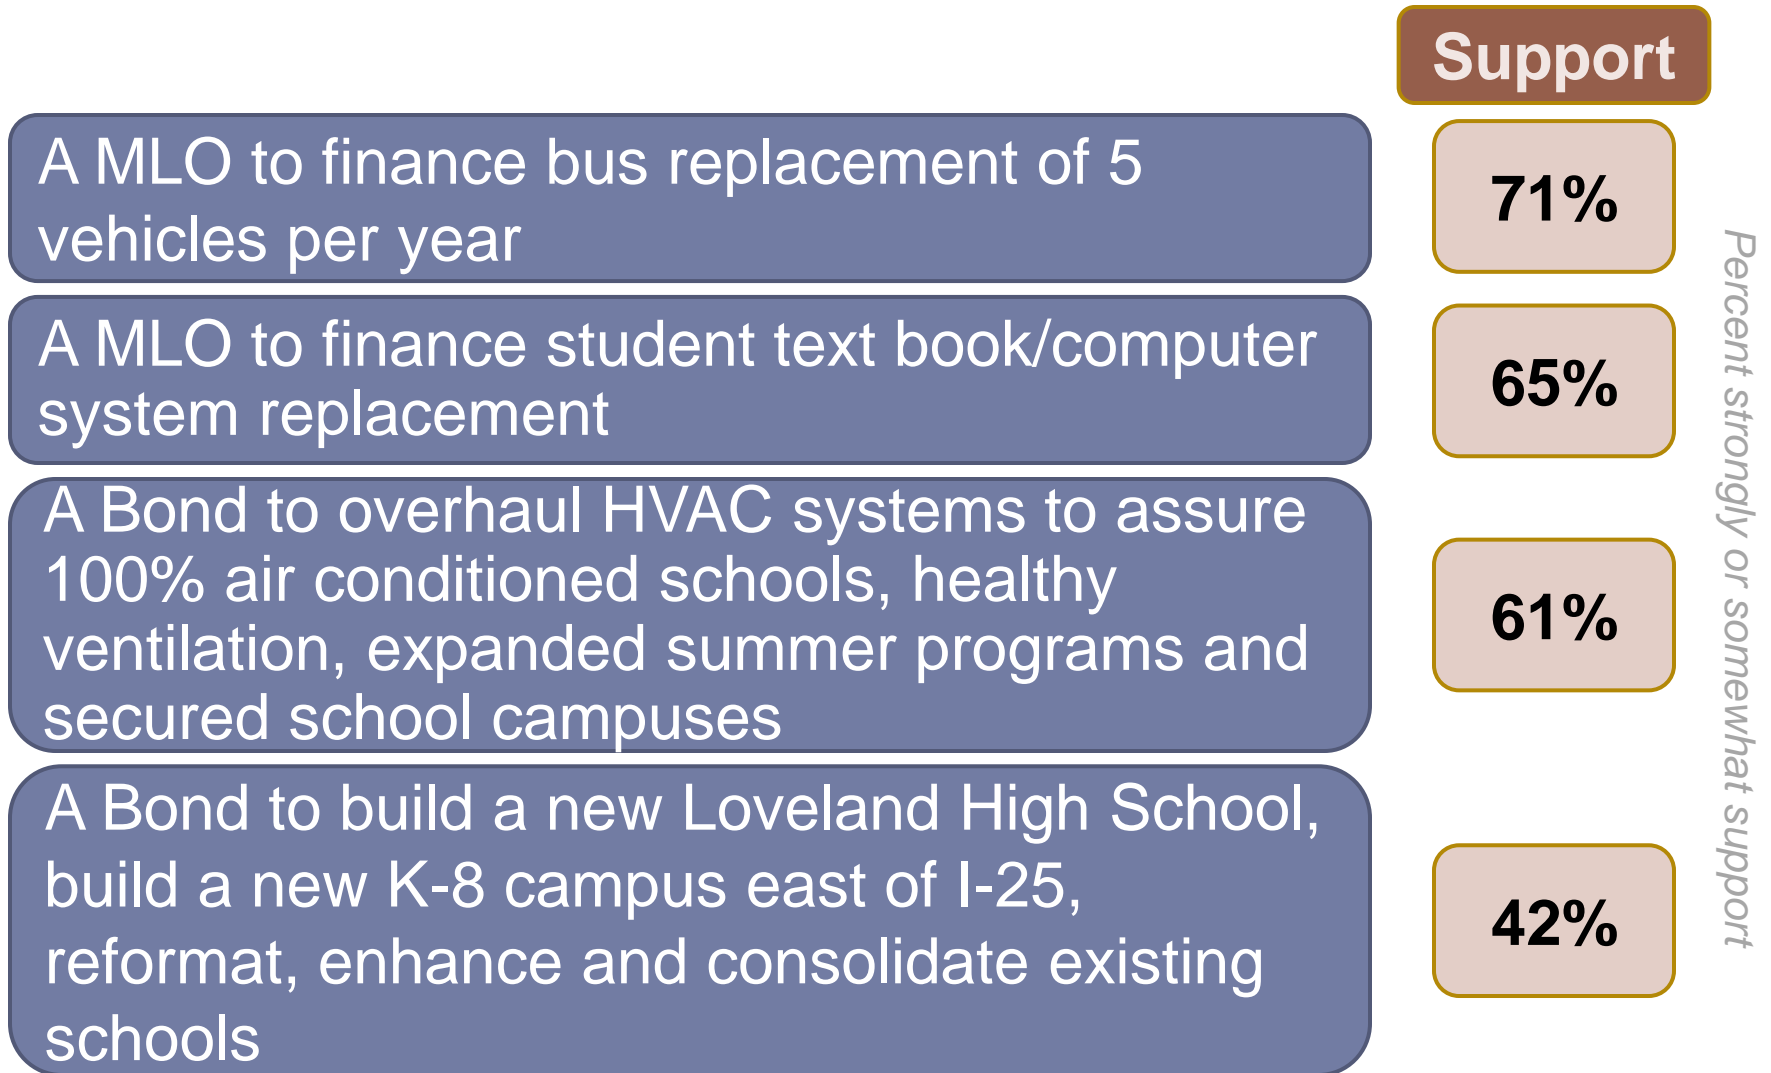 Support
A MLO to finance bus replacement of 5
vehicles per year
71%
A MLO to finance student text book/computer
system replacement
65%
A Bond to overhaul HVAC systems to assure
100% air conditioned schools, healthy
ventilation, expanded summer programs and
secured school campuses
61%
A Bond to build a new Loveland High School,
build a new K-8 campus east of I-25,
reformat, enhance and consolidate existing
schools
42%
Percent strongly or somewhat support